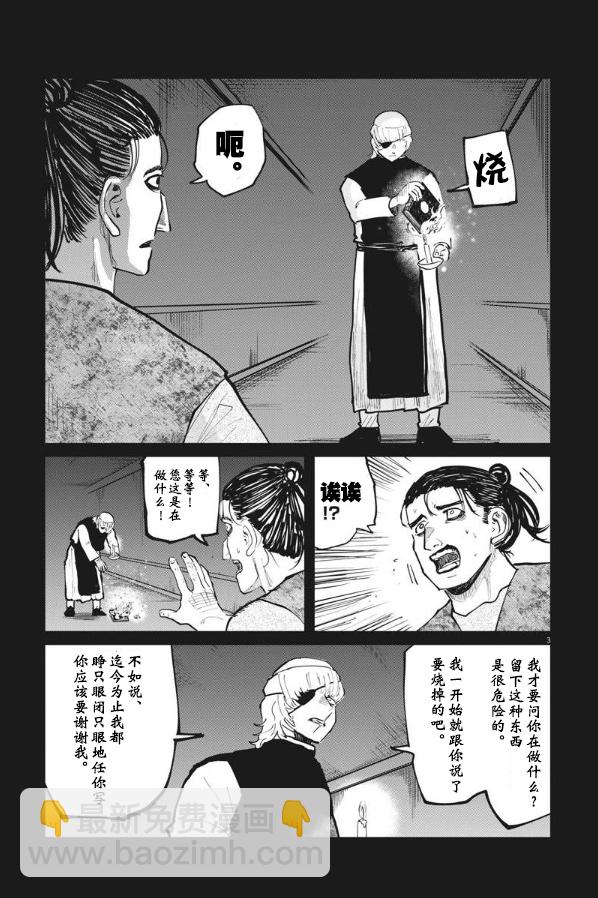 烧
呃。
诶诶
!?
等、
等等！
您这是在
做什么！
3
我才要问你在做什么？
留下这种东西
是很危险的。
我一开始就跟你说了
要烧掉的吧。
不如说、
迄今为止我都
睁只眼闭只眼地任你写
你应该要谢谢我。
最新免费漫画
www.baozimh.com